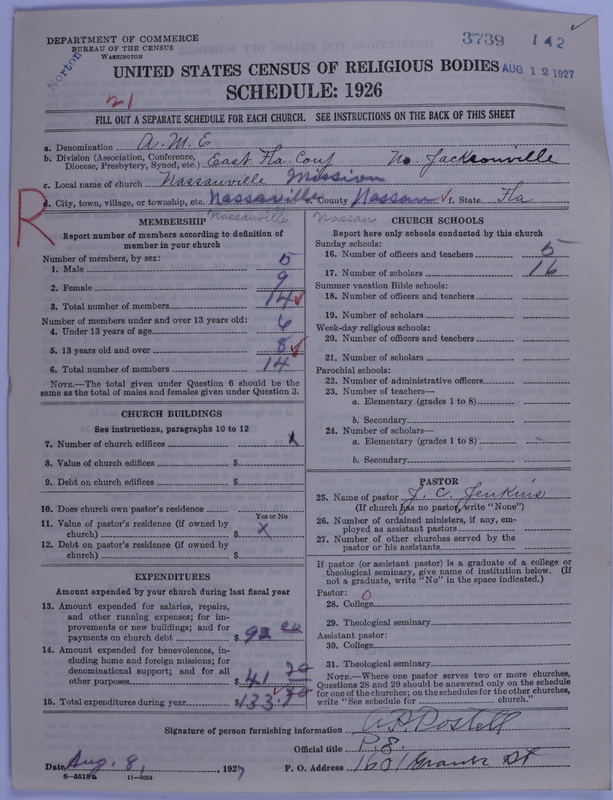 DEPARTMENT OF COMMERCE
BUREAU OF THE CENSUS
WASHINGTON
3739 142
Norton
AUG 12 1927
UNITED STATES CENSUS OF RELIGIOUS BODIES
SCHEDULE: 1926
21
FILL OUT A SEPARATE SCHEDULE FOR EACH CHURCH. SEE INSTRUCTIONS ON THE BACK OF THIS SHEET
a. Denomination A.M.E
b. Division (Association, Conference, Diocese, Presbytery, Synod, etc.) East Fla. Conf No. Jacksonville
c. Local name of church Nassauville Mission
d. City, town, village, or township, etc. Nassaville e. County Nassau f. State Fla
R
Nassauville Nassau
MEMBERSHIP
Report number of members according to definition of
member in your church
Number of members, by sex:
1. Male 5
2. Female 9
3. Total number of members 14
Number of members under and over 13 years old:
4. Under 13 years of age 6
5. 13 years old and over 8
6. Total number of members 14
NOTE.—The total given under Question 6 should be the
same as the total of males and females given under Question 3.
CHURCH BUILDINGS
See instructions, paragraphs 10 to 12
7. Number of church edifices x
8. Value of church edifices $
9. Debt on church edifices $
10. Does church own pastor's residence
Yes or No
11. Value of pastor's residence (if owned by
church) $ X
12. Debt on pastor's residence (if owned by
church) $
EXPENDITURES
Amount expended by your church during last fiscal year
13. Amount expended for salaries, repairs,
and other running expenses; for im-
provements or new buildings; and for
payments on church debt $ 92
14. Amount expended for benevolences, in-
cluding home and foreign missions; for
denominational support; and for all
other purposes $ 41
15. Total expenditures during year $ 133
CHURCH SCHOOLS
Report here only schools conducted by this church
Sunday schools:
16. Number of officers and teachers 5
17. Number of scholars 16
Summer vacation Bible schools:
18. Number of officers and teachers
19. Number of scholars
Week-day religious schools:
20. Number of officers and teachers
21. Number of scholars
Parochial schools:
22. Number of administrative officers
23. Number of teachers—
a. Elementary (grades 1 to 8)
b. Secondary
24. Number of scholars—
a. Elementary (grades 1 to 8)
b. Secondary
PASTOR
25. Name of pastor J. C. Jenkins
(If church has no pastor, write "None")
26. Number of ordained ministers, if any, em-
ployed as assistant pastors
27. Number of other churches served by the
pastor or his assistants
If pastor (or assistant pastor) is a graduate of a college or
theological seminary, give name of institution below. (If
not a graduate, write "No" in the space indicated.)
Pastor: 0
28. College
29. Theological seminary
Assistant pastor:
30. College
31. Theological seminary
NOTE.—Where one pastor serves two or more churches,
Questions 28 and 29 should be answered only on the schedule
for one of the churches; on the schedules for the other churches,
write "See schedule for church."
Signature of person furnishing information A.P. Postell
Official title P.E.
Date Aug. 8, 1927 P. O. Address 1601 St
8-5518a 11-9054